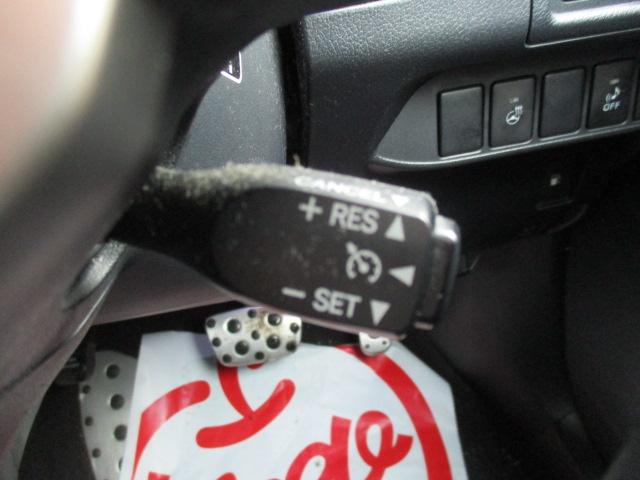 CANCEL
+ RES
- SET
OFF